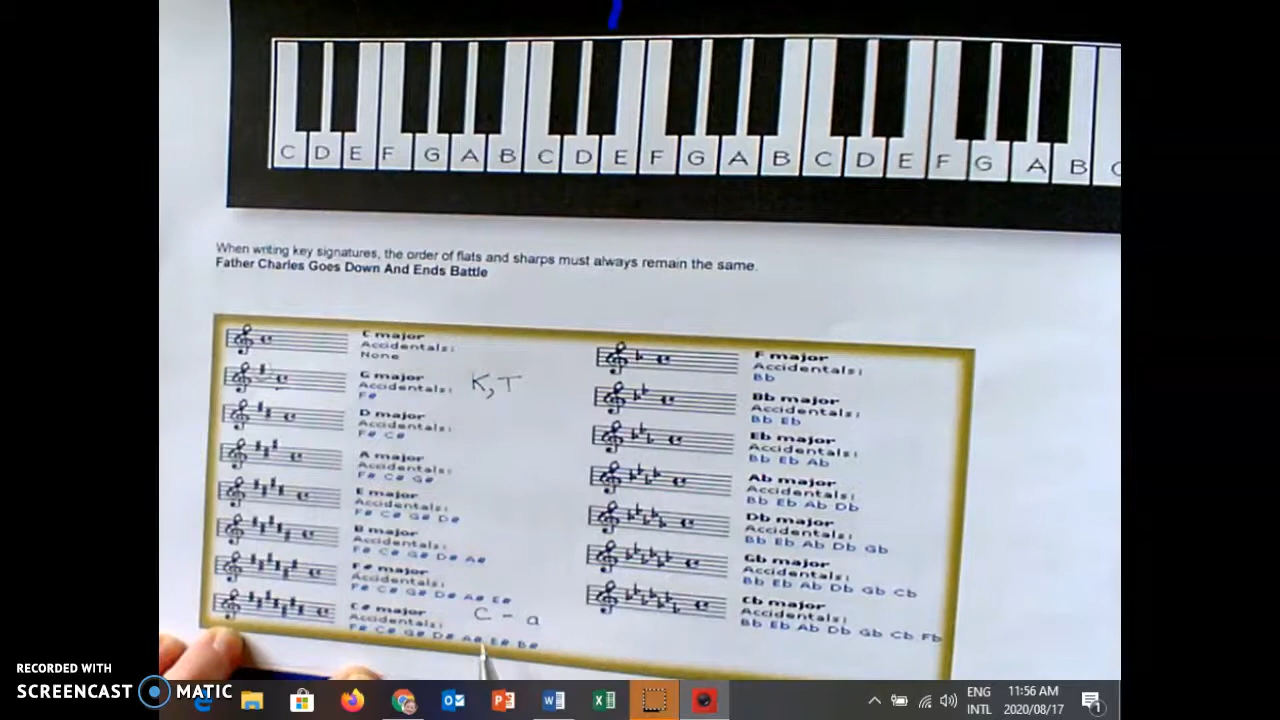 C D E F G A B C D E F G A B C D E F G A B
When writing key signatures, the order of flats and sharps must always remain the same.
Father Charles Goes Down And Ends Battle
C major
Accidentals:
None
G major
Accidentals:
F#
K, T
D major
Accidentals:
F# C#
A major
Accidentals:
F# C# G#
E major
Accidentals:
F# C# G# D#
B major
Accidentals:
F# C# G# D# A#
F# major
Accidentals:
F# C# G# D# A# E#
C# major
Accidentals:
F# C# G# D# A# E# B#
C - a
F major
Accidentals:
Bb
Bb major
Accidentals:
Bb Eb
Eb major
Accidentals:
Bb Eb Ab
Ab major
Accidentals:
Bb Eb Ab Db
Db major
Accidentals:
Bb Eb Ab Db Gb
Gb major
Accidentals:
Bb Eb Ab Db Gb Cb
Cb major
Accidentals:
Bb Eb Ab Db Gb Cb Fb
RECORDED WITH
SCREENCAST MATIC
ENG
INTL
11:56 AM
2020/08/17
1